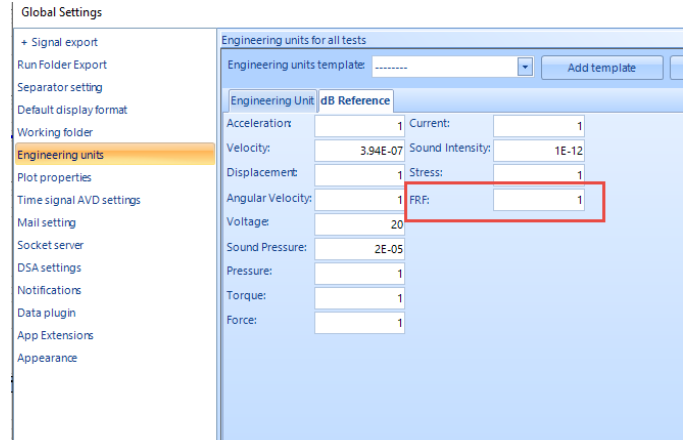 Global Settings
+ Signal export
Run Folder Export
Separator setting
Default display format
Working folder
Engineering units
Plot properties
Time signal AVD settings
Mail setting
Socket server
DSA settings
Notifications
Data plugin
App Extensions
Appearance
Engineering units for all tests
Engineering units template: --------
Add template
Engineering Unit dB Reference
Acceleration: 1 Current: 1
Velocity: 3.94E-07 Sound Intensity: 1E-12
Displacement: 1 Stress: 1
Angular Velocity: 1 FRF: 1
Voltage: 20
Sound Pressure: 2E-05
Pressure: 1
Torque: 1
Force: 1